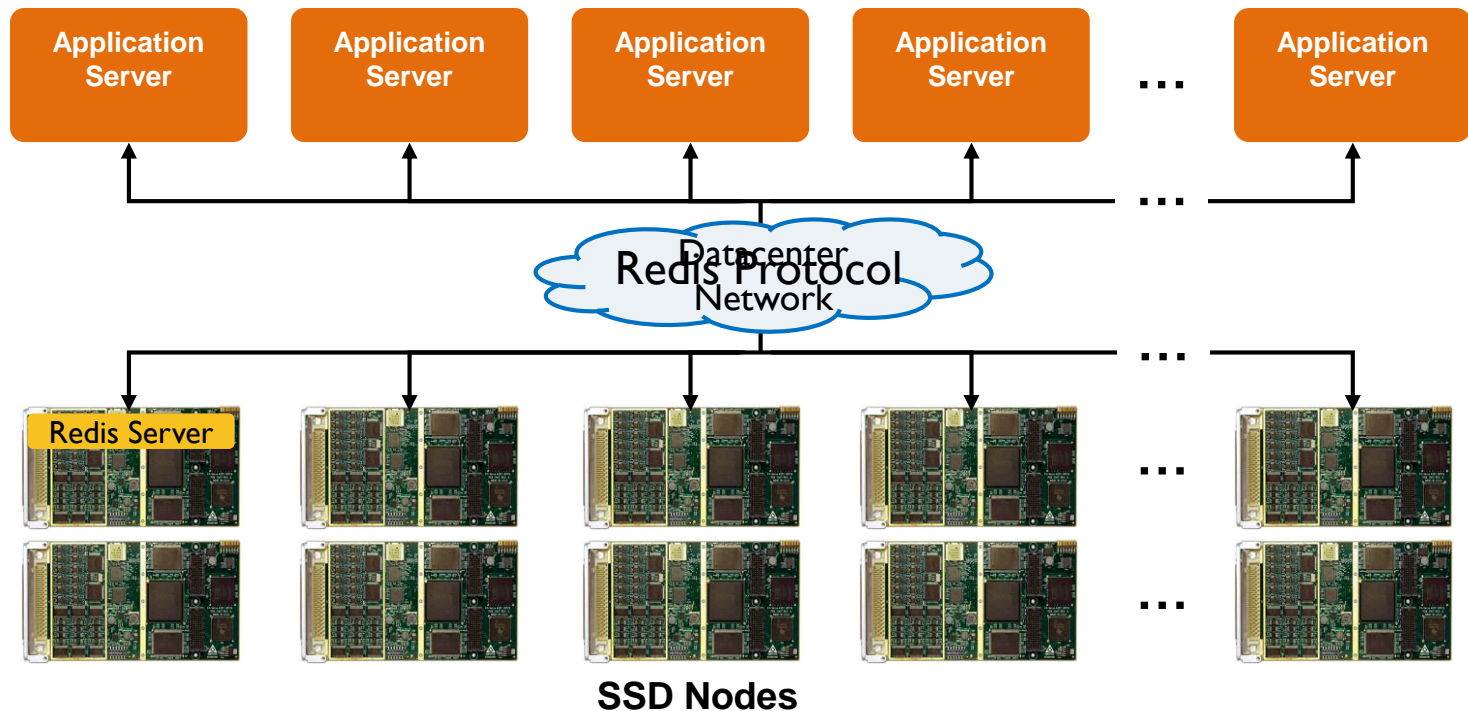 Application
Server
Application
Server
Application
Server
Application
Server
...
Application
Server
...
Datacenter
Redis Protocol
Network
...
Redis Server
...
...
SSD Nodes